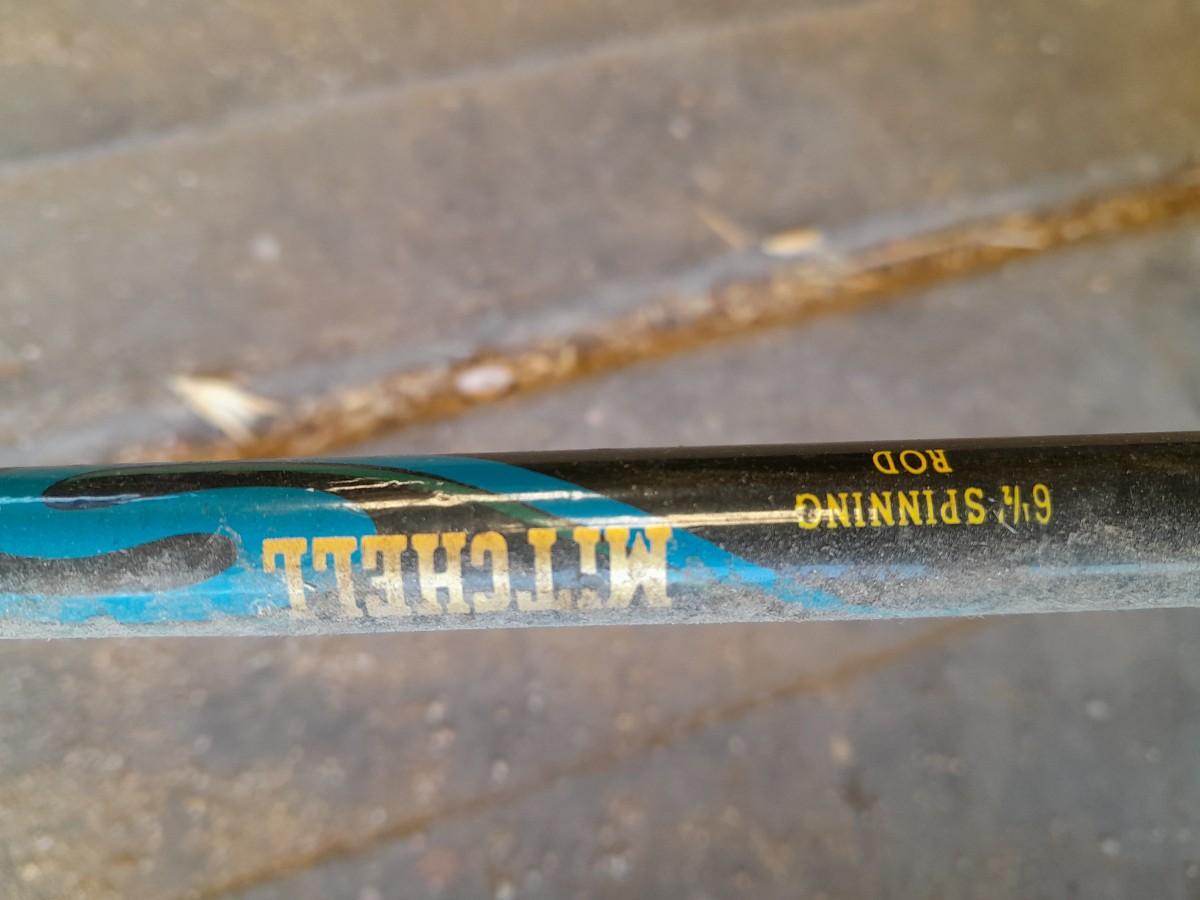 6½ SPINNING
ROD
MITCHELL